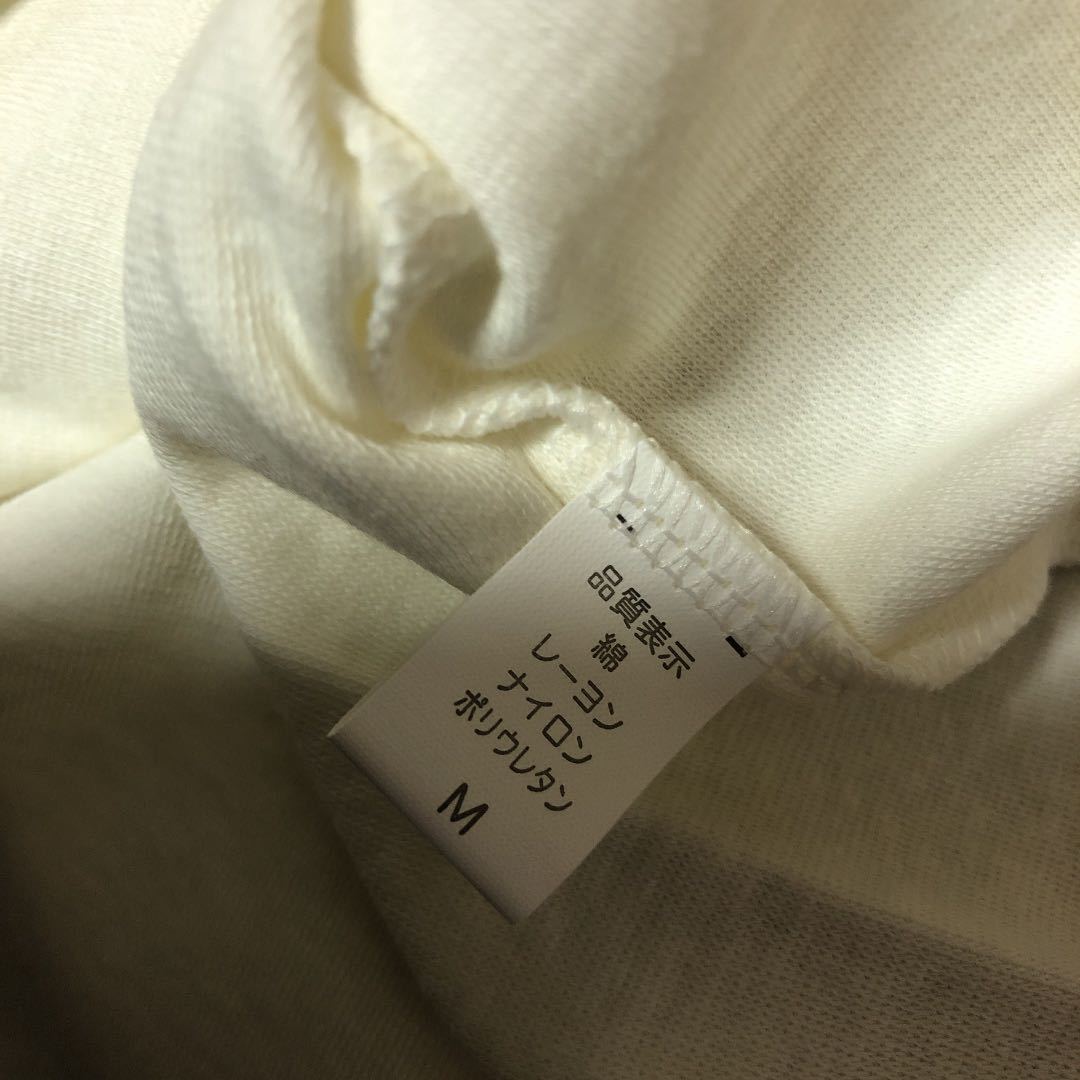 品質表示
綿
レーヨン
ナイロン
ポリウレタン
M